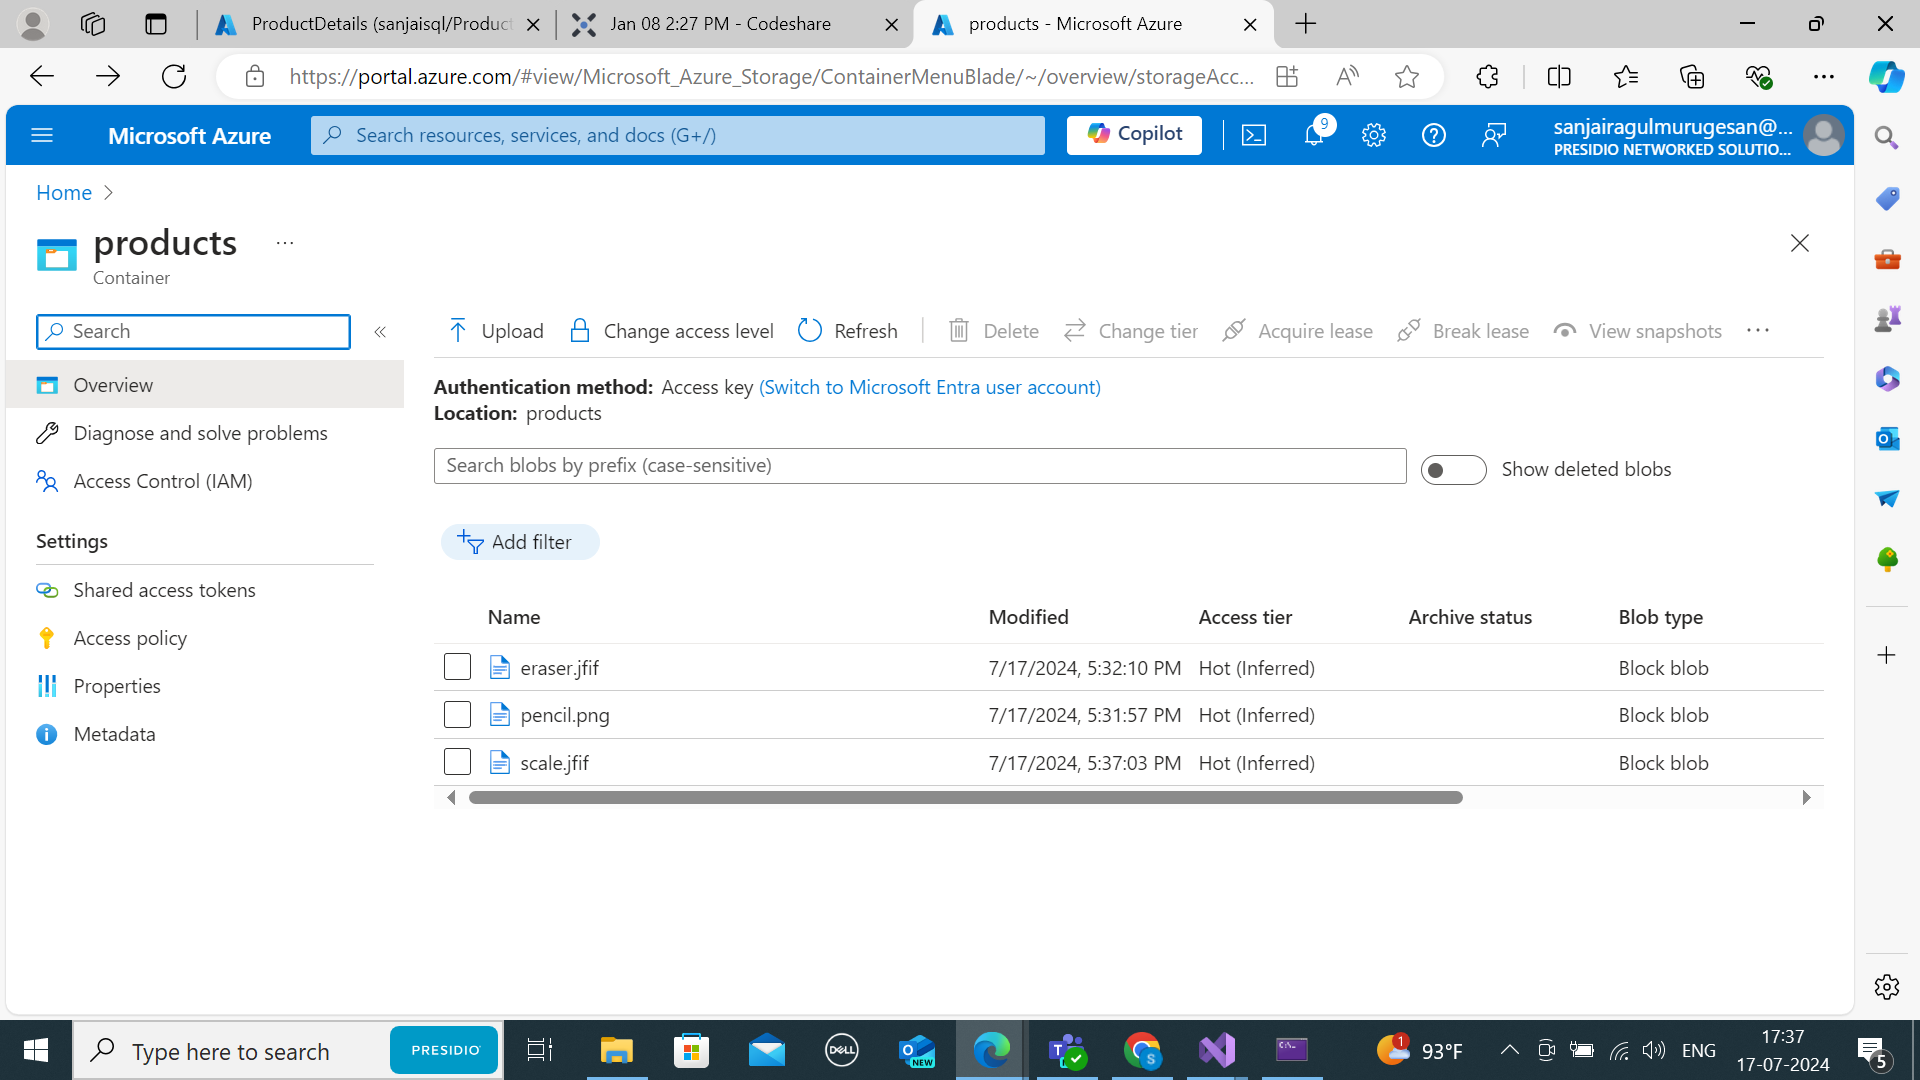 ProductDetails (sanjaisql/Product
Jan 08 2:27 PM - Codeshare
products - Microsoft Azure
https://portal.azure.com/#view/Microsoft_Azure_Storage/ContainerMenuBlade/~/overview/storageAcc...
Microsoft Azure
Search resources, services, and docs (G+/)
Copilot
9
sanjairagulmurugesan@...
PRESIDIO NETWORKED SOLUTIO...
Home
products
...
Container
Search
Upload
Change access level
Refresh
Delete
Change tier
Acquire lease
Break lease
View snapshots
Overview
Diagnose and solve problems
Access Control (IAM)
Settings
Shared access tokens
Access policy
Properties
Metadata
Authentication method: Access key (Switch to Microsoft Entra user account)
Location: products
Search blobs by prefix (case-sensitive)
Show deleted blobs
Add filter
Name Modified Access tier Archive status Blob type
eraser.jfif 7/17/2024, 5:32:10 PM Hot (Inferred) Block blob
pencil.png 7/17/2024, 5:31:57 PM Hot (Inferred) Block blob
scale.jfif 7/17/2024, 5:37:03 PM Hot (Inferred) Block blob
Type here to search
PRESIDIO
DELL
NEW
S
1
93°F
ENG
17:37
17-07-2024
5